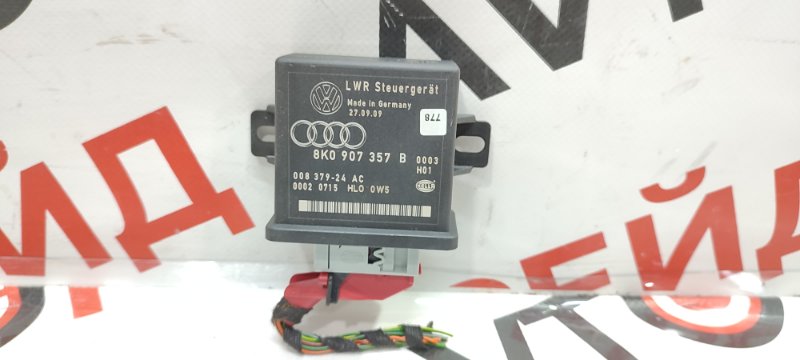 LWR Steuergerät
Made in Germany
27.09.09
778
8K0 907 357 B 0003
H01
008 379-24 AC
0002 0715 HLO 0W5
HELLA